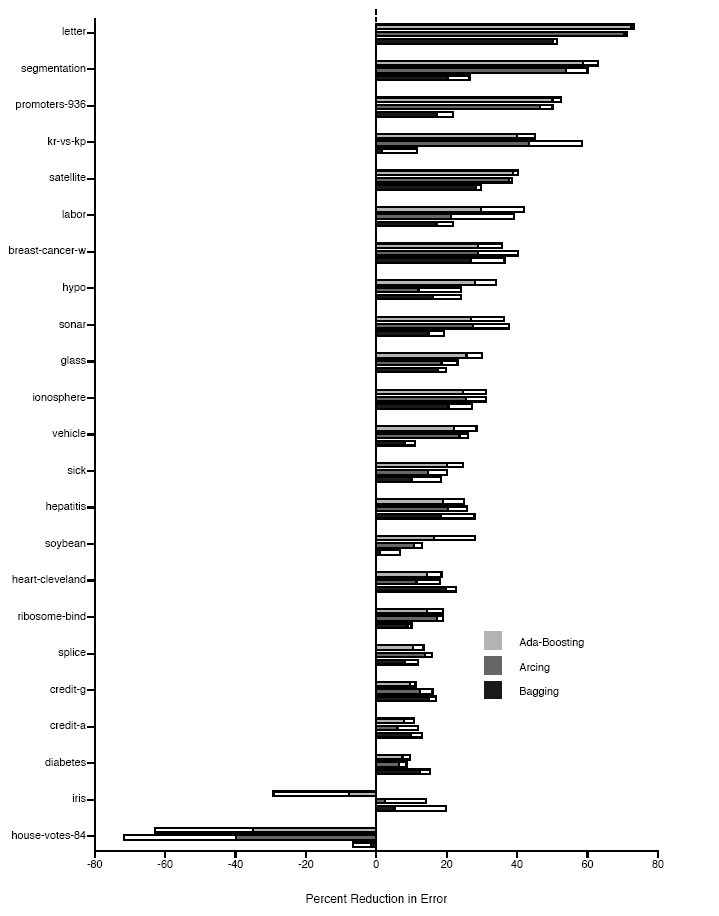 letter
segmentation
promoters-936
kr-vs-kp
satellite
labor
breast-cancer-w
hypo
sonar
glass
ionosphere
vehicle
sick
hepatitis
soybean
heart-cleveland
ribosome-bind
Ada-Boosting
splice
Arcing
credit-g
Bagging
credit-a
diabetes
iris
house-votes-84
-80 -60 -40 -20 0 20 40 60 80
Percent Reduction in Error